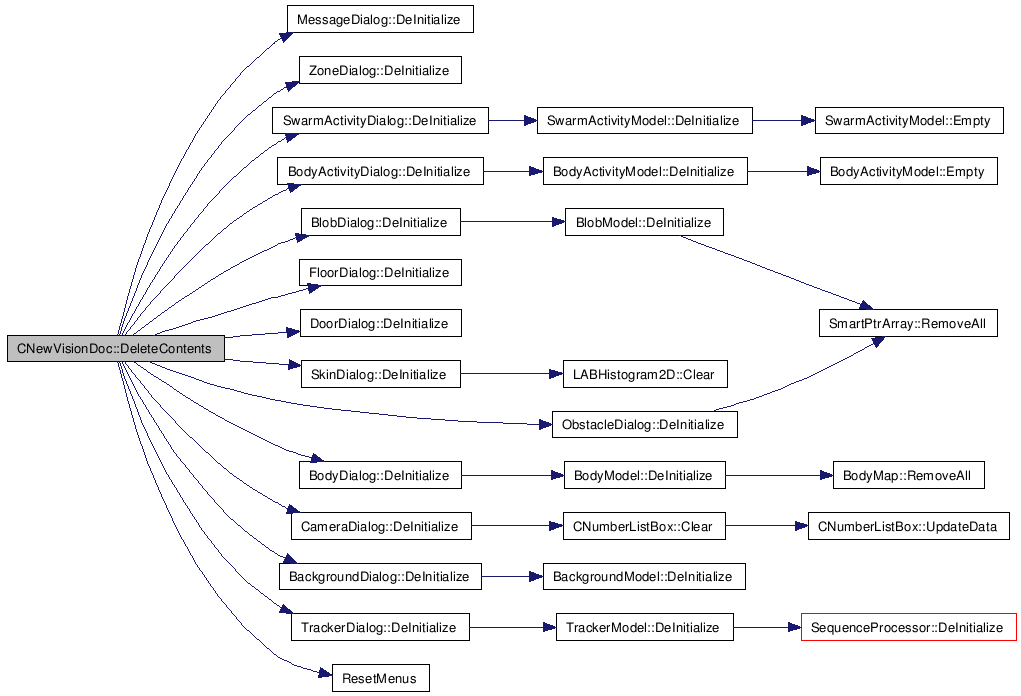 MessageDialog::DeInitialize
ZoneDialog::DeInitialize
SwarmActivityDialog::DeInitialize
SwarmActivityModel::DeInitialize
SwarmActivityModel::Empty
BodyActivityDialog::DeInitialize
BodyActivityModel::DeInitialize
BodyActivityModel::Empty
BlobDialog::DeInitialize
BlobModel::DeInitialize
FloorDialog::DeInitialize
DoorDialog::DeInitialize
SmartPtrArray::RemoveAll
CNewVisionDoc::DeleteContents
SkinDialog::DeInitialize
LABHistogram2D::Clear
ObstacleDialog::DeInitialize
BodyDialog::DeInitialize
BodyModel::DeInitialize
BodyMap::RemoveAll
CameraDialog::DeInitialize
CNumberListBox::Clear
CNumberListBox::UpdateData
BackgroundDialog::DeInitialize
BackgroundModel::DeInitialize
TrackerDialog::DeInitialize
TrackerModel::DeInitialize
SequenceProcessor::DeInitialize
ResetMenus